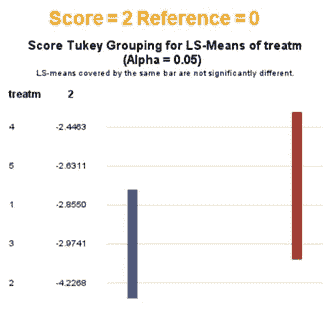 Score = 2 Reference = 0
Score Tukey Grouping for LS-Means of treatm
(Alpha = 0.05)
LS-means covered by the same bar are not significantly different.
treatm 2
4 -2.4463
5 -2.6311
1 -2.8550
3 -2.9741
2 -4.2268